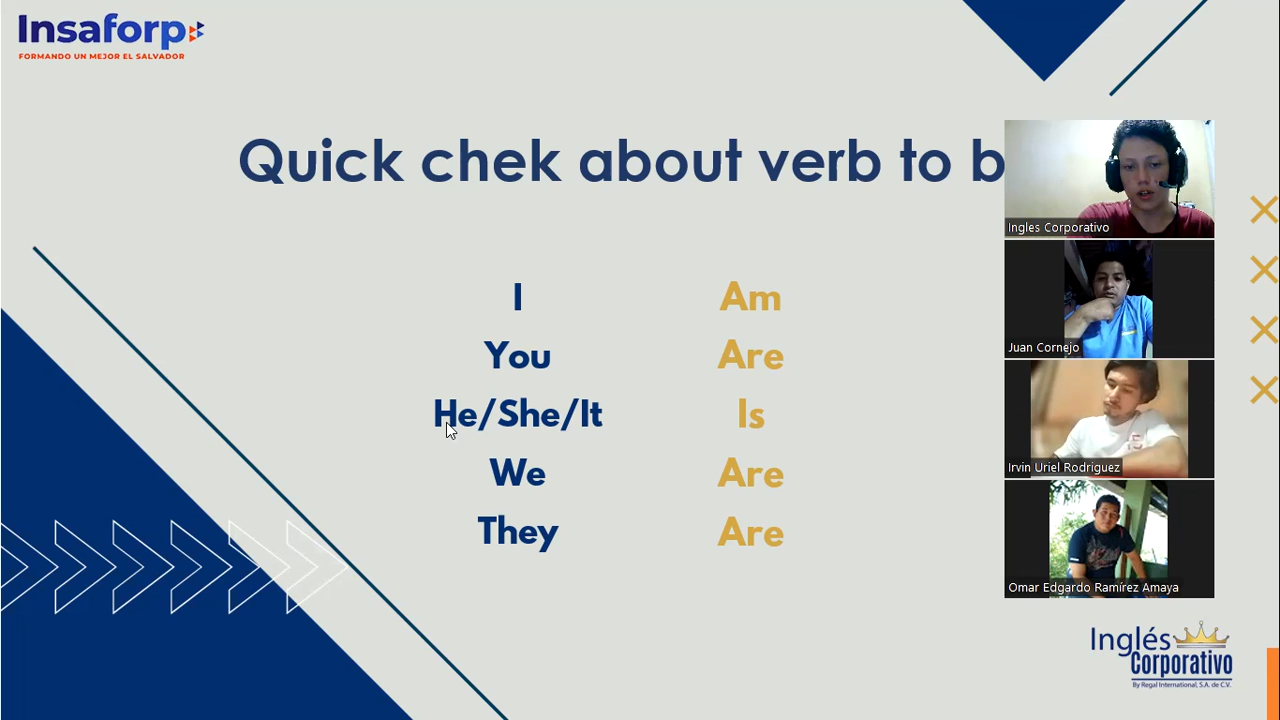 Insaforp
FORMANDO UN MEJOR EL SALVADOR
Quick chek about verb to b
I Am
You Are
He/She/It Is
We Are
They Are
Ingles Corporativo
Juan Cornejo
Irvin Uriel Rodriguez
Omar Edgardo Ramírez Amaya
Inglés
Corporativo
By Regal International, S.A. de C.V.